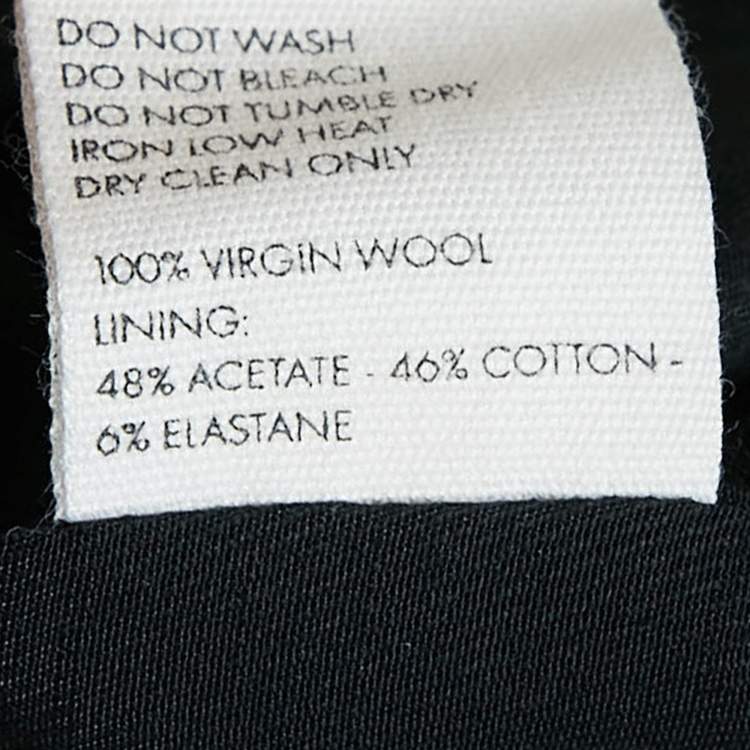 DO NOT WASH
DO NOT BLEACH
DO NOT TUMBLE DRY
IRON LOW HEAT
DRY CLEAN ONLY
100% VIRGIN WOOL
LINING:
48% ACETATE - 46% COTTON -
6% ELASTANE